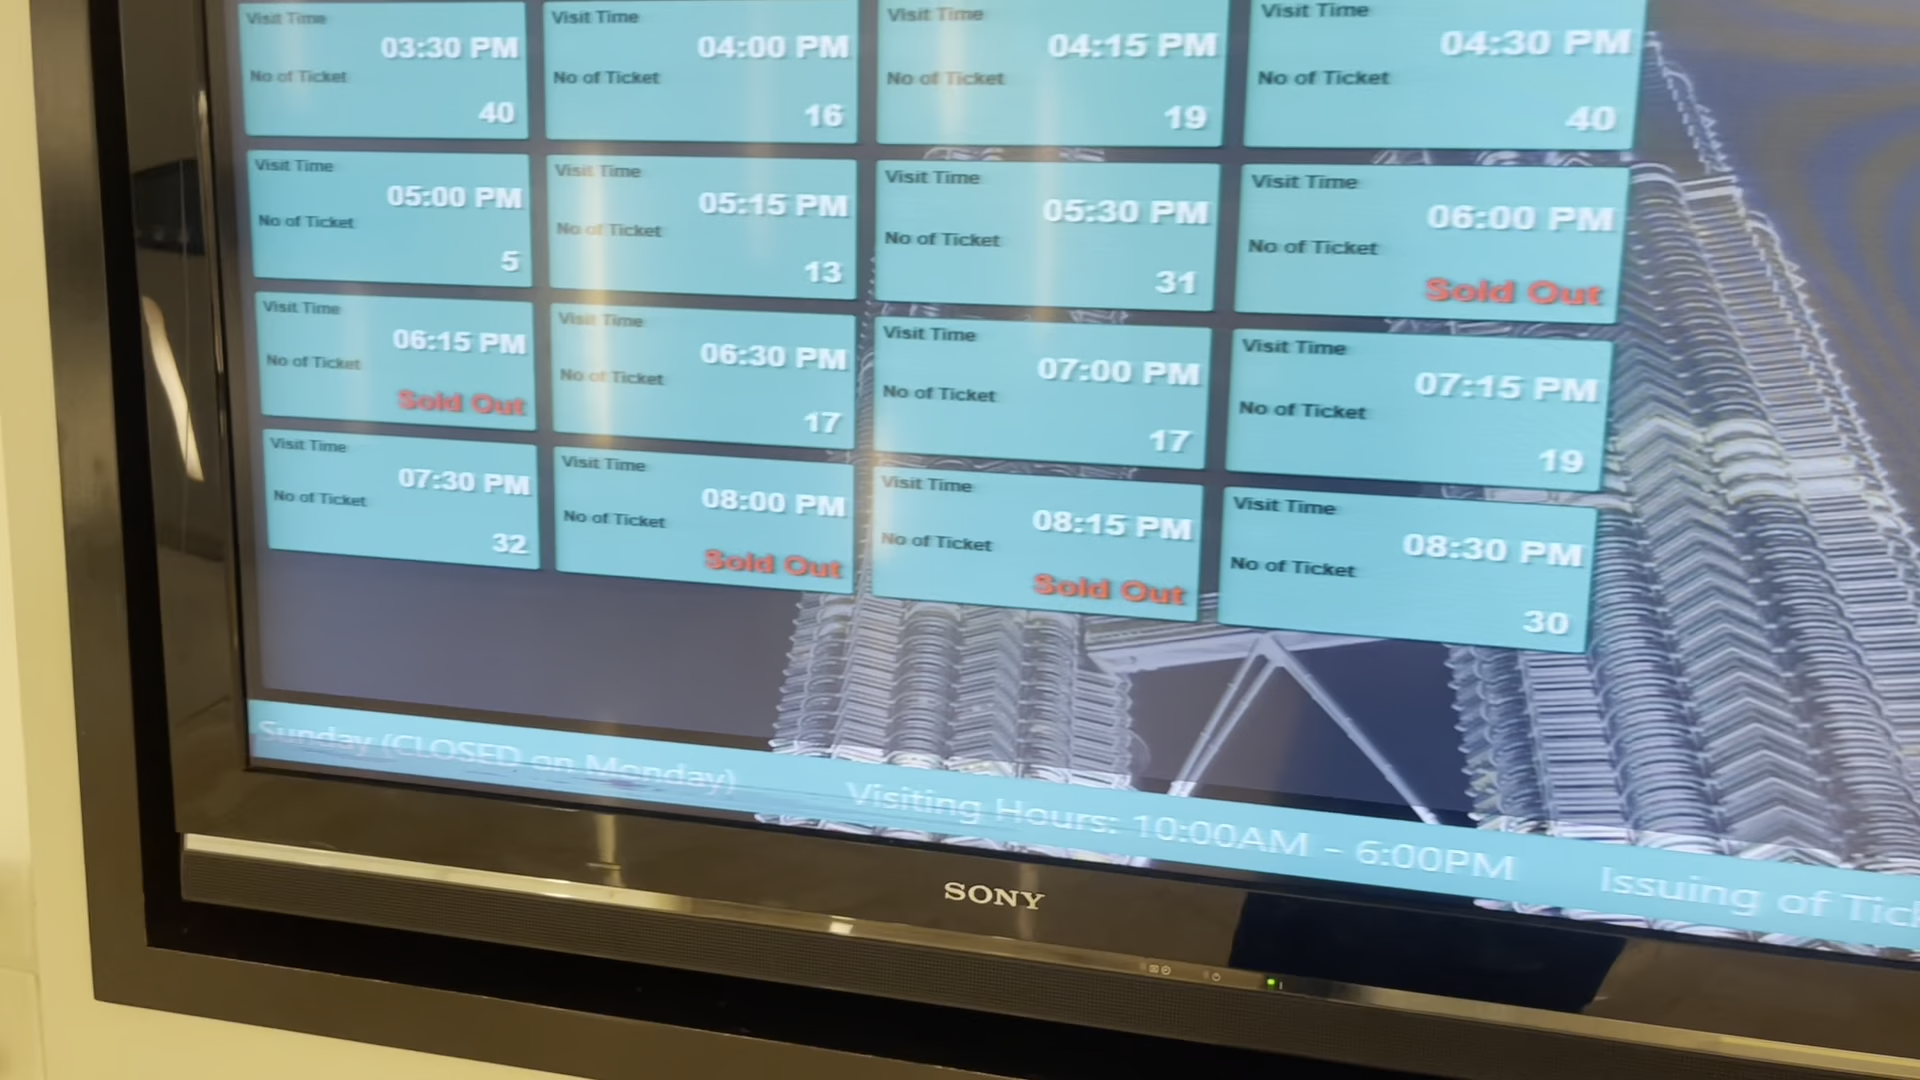 Visit Time
03:30 PM
No of Ticket
40
Visit Time
04:00 PM
No of Ticket
16
Visit Time
04:15 PM
No of Ticket
19
Visit Time
04:30 PM
No of Ticket
40
Visit Time
05:00 PM
No of Ticket
5
Visit Time
05:15 PM
No of Ticket
13
Visit Time
05:30 PM
No of Ticket
31
Visit Time
06:00 PM
No of Ticket
Sold Out
Visit Time
06:15 PM
No of Ticket
Sold Out
Visit Time
06:30 PM
No of Ticket
17
Visit Time
07:00 PM
No of Ticket
17
Visit Time
07:15 PM
No of Ticket
19
Visit Time
07:30 PM
No of Ticket
32
Visit Time
08:00 PM
No of Ticket
Sold Out
Visit Time
08:15 PM
No of Ticket
Sold Out
Visit Time
08:30 PM
No of Ticket
30
Sunday (CLOSED on Monday) Visiting Hours: 10:00AM - 6:00PM Issuing of
SONY